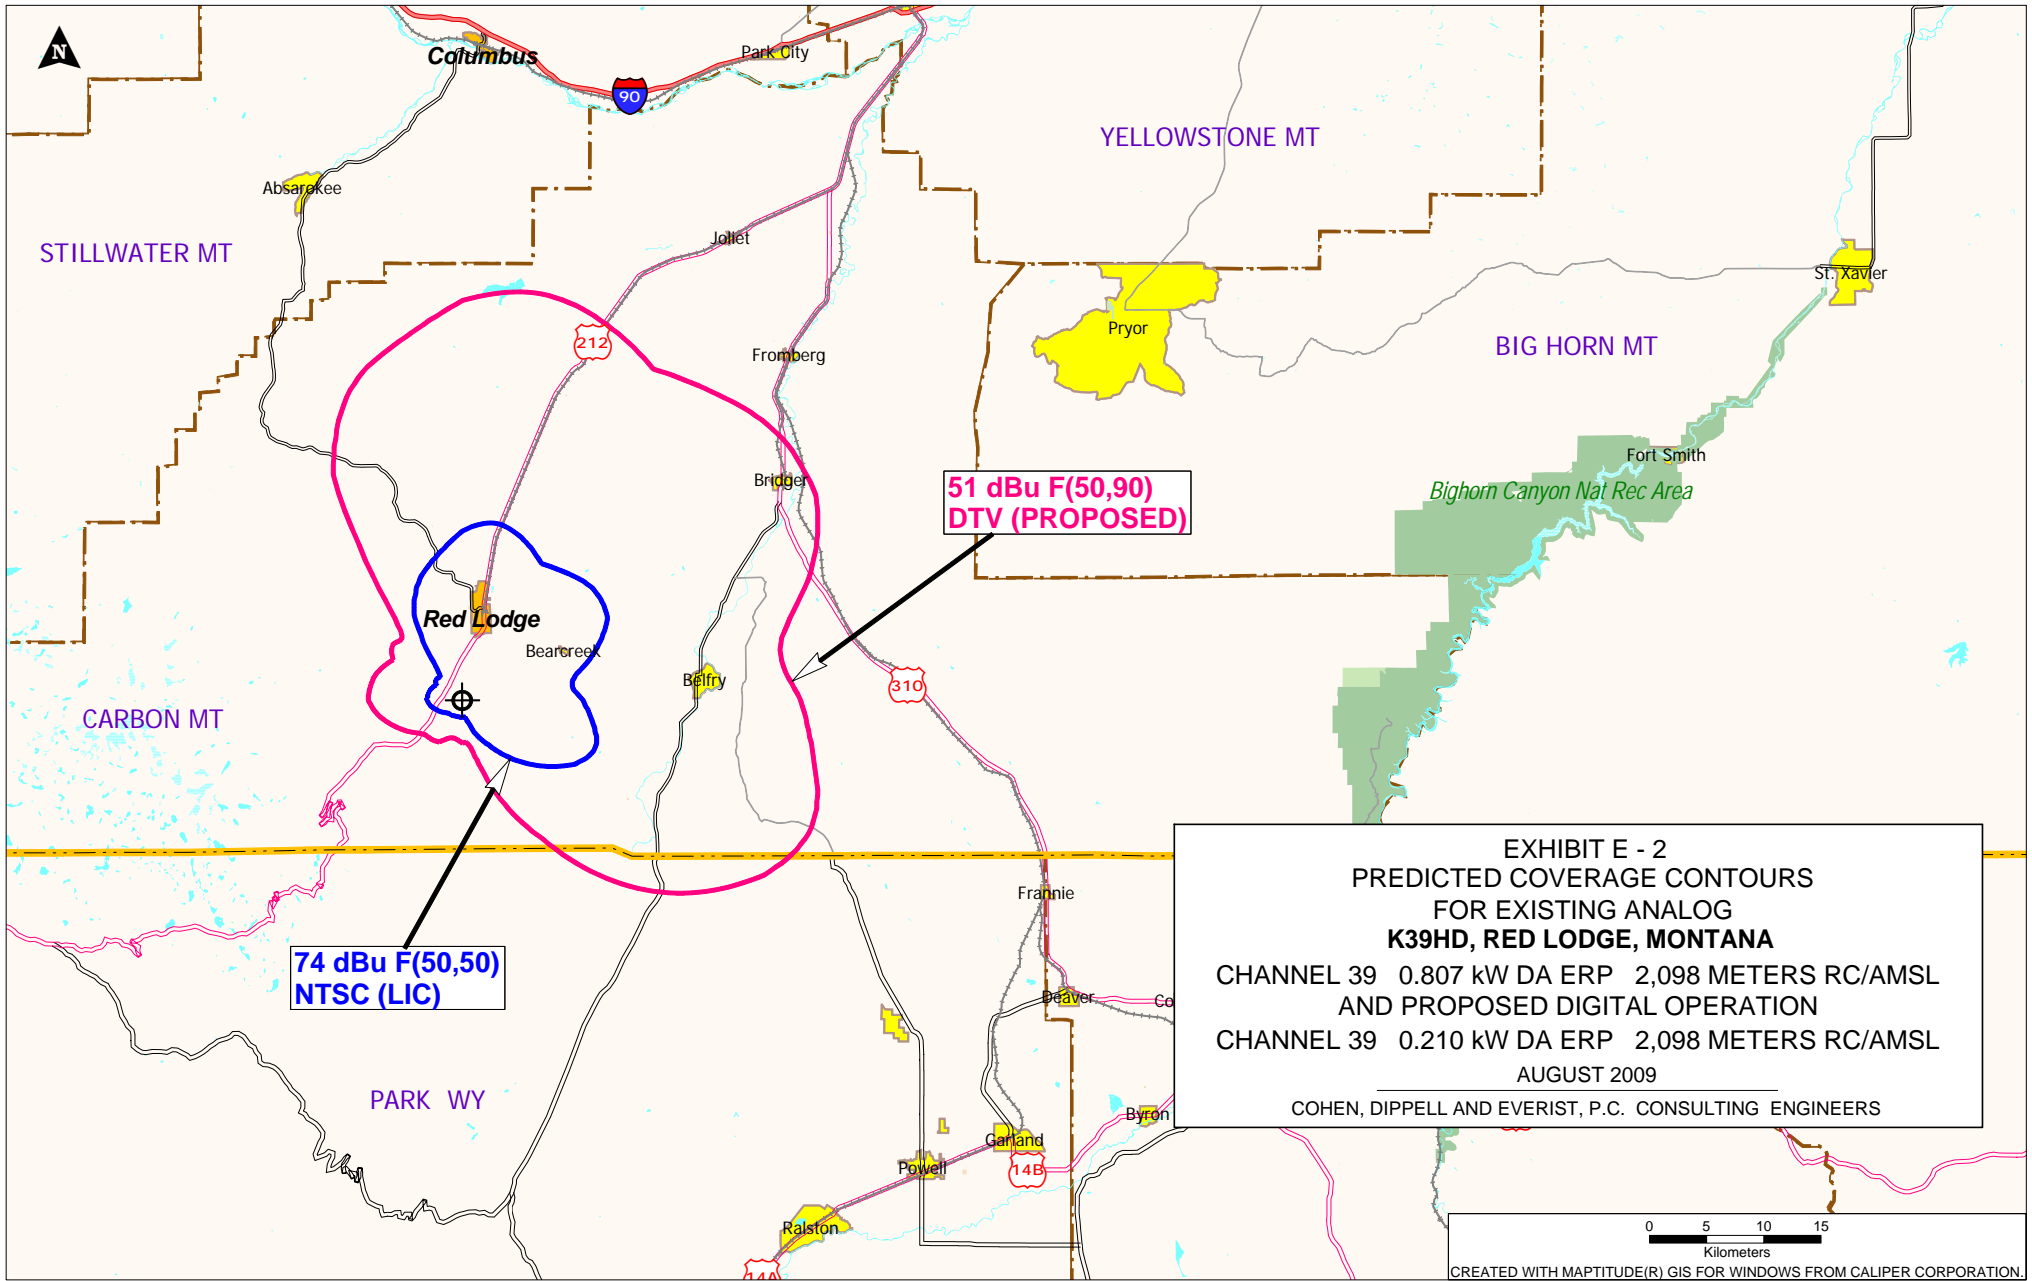 N
Columbus
Park City
90
YELLOWSTONE MT
Absarokee
STILLWATER MT
Joliet
St. Xavier
Pryor
212
Fromberg
BIG HORN MT
Fort Smith
Bridger
Bighorn Canyon Nat Rec Area
51 dBu F(50,90)
DTV (PROPOSED)
Red Lodge
Bearcreek
Belfry
310
CARBON MT
EXHIBIT E - 2
PREDICTED COVERAGE CONTOURS
FOR EXISTING ANALOG
K39HD, RED LODGE, MONTANA
CHANNEL 39 0.807 kW DA ERP 2,098 METERS RC/AMSL
AND PROPOSED DIGITAL OPERATION
CHANNEL 39 0.210 kW DA ERP 2,098 METERS RC/AMSL
AUGUST 2009
COHEN, DIPPELL AND EVERIST, P.C. CONSULTING ENGINEERS
Frannie
74 dBu F(50,50)
NTSC (LIC)
Deaver
Co
PARK WY
Byron
Garland
Powell
14B
Ralston
14A
0 5 10 15
Kilometers
CREATED WITH MAPTITUDE(R) GIS FOR WINDOWS FROM CALIPER CORPORATION.